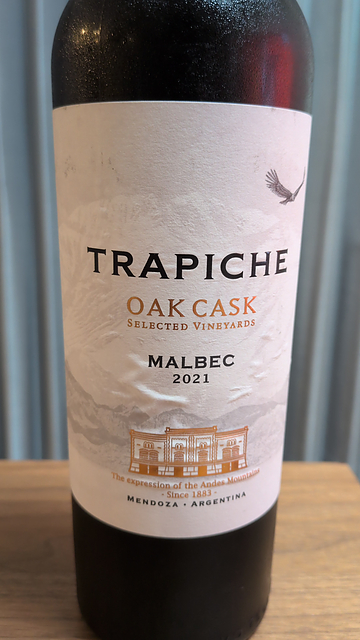 TRAPICHE
OAK CASK
SELECTED VINEYARDS
MALBEC
2021
The expression of the Andes Mountains
- Since 1883 -
MENDOZA • ARGENTINA